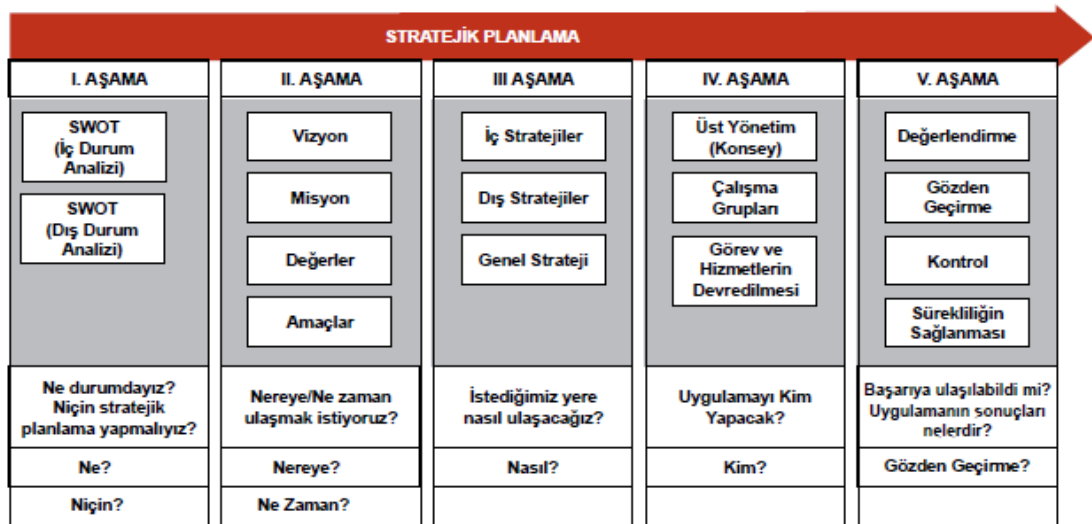 STRATEJİK PLANLAMA
I. AŞAMA
SWOT
(İç Durum
Analizi)
SWOT
(Dış Durum
Analizi)
Ne durumdayız?
Niçin stratejik
planlama yapmalıyız?
Ne?
Niçin?
II. AŞAMA
Vizyon
Misyon
Değerler
Amaçlar
Nereye/Ne zaman
ulaşmak istiyoruz?
Nereye?
Ne Zaman?
III AŞAMA
İç Stratejiler
Dış Stratejiler
Genel Strateji
İstediğimiz yere
nasıl ulaşacağız?
Nasıl?
IV. AŞAMA
Üst Yönetim
(Konsey)
Çalışma
Grupları
Görev ve
Hizmetlerin
Devredilmesi
Uygulamayı Kim
Yapacak?
Kim?
V. AŞAMA
Değerlendirme
Gözden
Geçirme
Kontrol
Sürekliliğin
Sağlanması
Başarıya ulaşılabildi mi?
Uygulamanın sonuçları
nelerdir?
Gözden Geçirme?